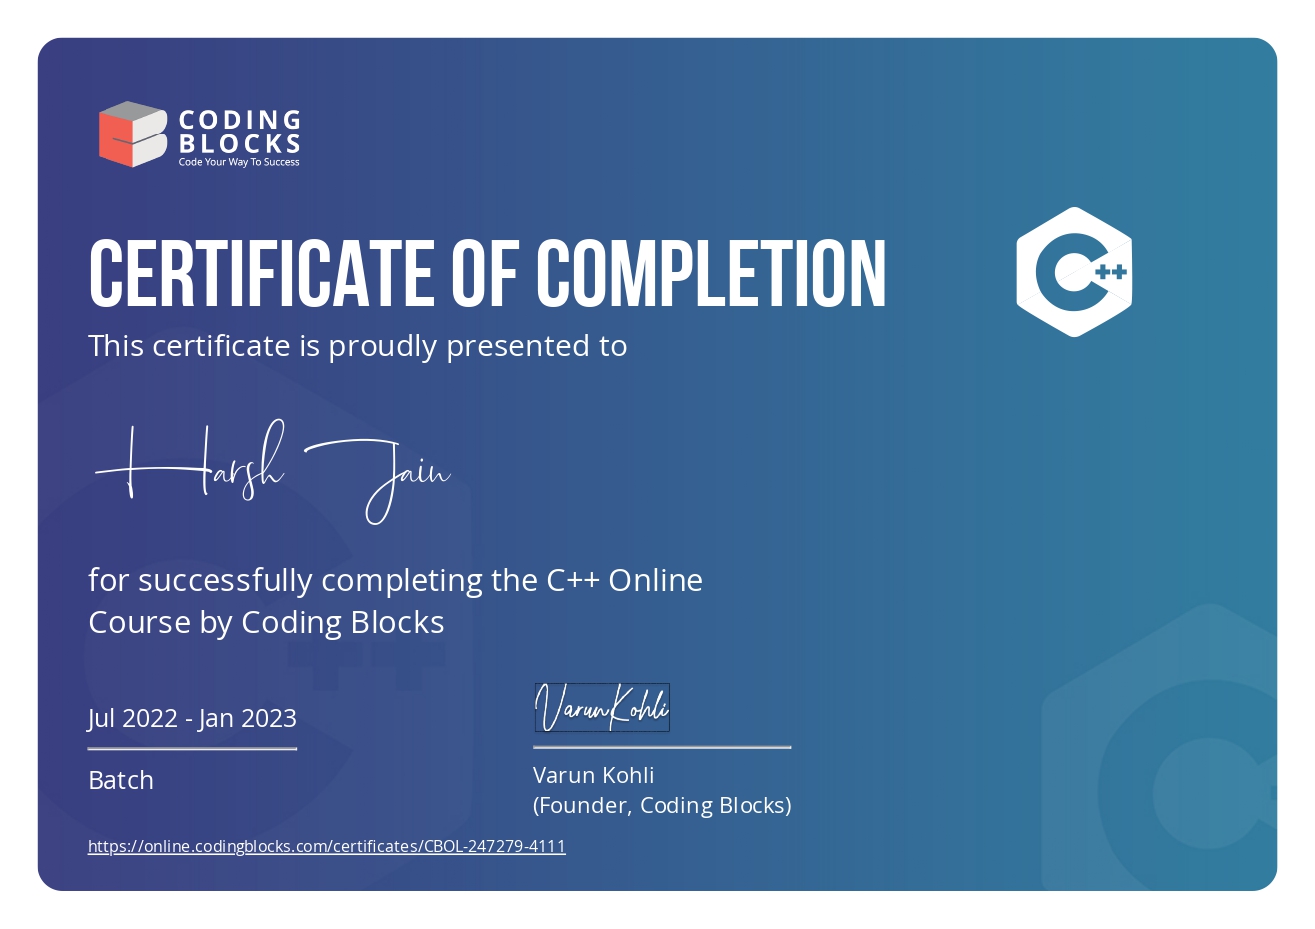 CODING
BLOCKS
Code Your Way To Success
CERTIFICATE OF COMPLETION
This certificate is proudly presented to
Harsh Jain
for successfully completing the C++ Online
Course by Coding Blocks
Jul 2022 - Jan 2023
Batch
VarunKohli
Varun Kohli
(Founder, Coding Blocks)
https://online.codingblocks.com/certificates/CBOL-247279-4111
C++